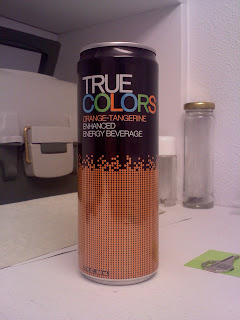 TRUE
COLORS
ORANGE-TANGERINE
ENHANCED
ENERGY BEVERAGE